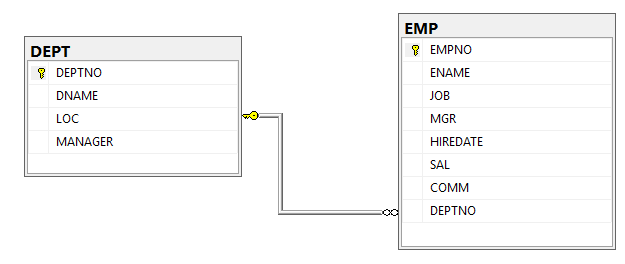 DEPT
DEPTNO
DNAME
LOC
MANAGER
EMP
EMPNO
ENAME
JOB
MGR
HIREDATE
SAL
COMM
DEPTNO